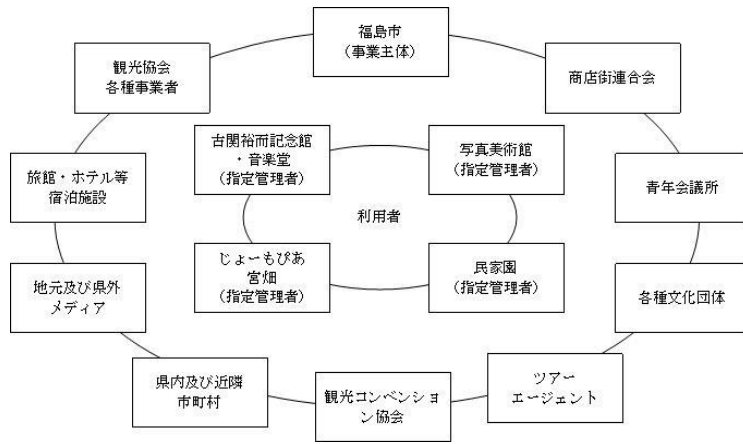 福島市
（事業主体）
観光協会
各種事業者
商店街連合会
古関裕而記念館
・音楽堂
（指定管理者）
写真美術館
（指定管理者）
旅館・ホテル等
宿泊施設
青年会議所
利用者
じょーもぴあ
宮畑
（指定管理者）
民家園
（指定管理者）
地元及び県外
メディア
各種文化団体
県内及び近隣
市町村
観光コンベンショ
ン協会
ツアー
エージェント